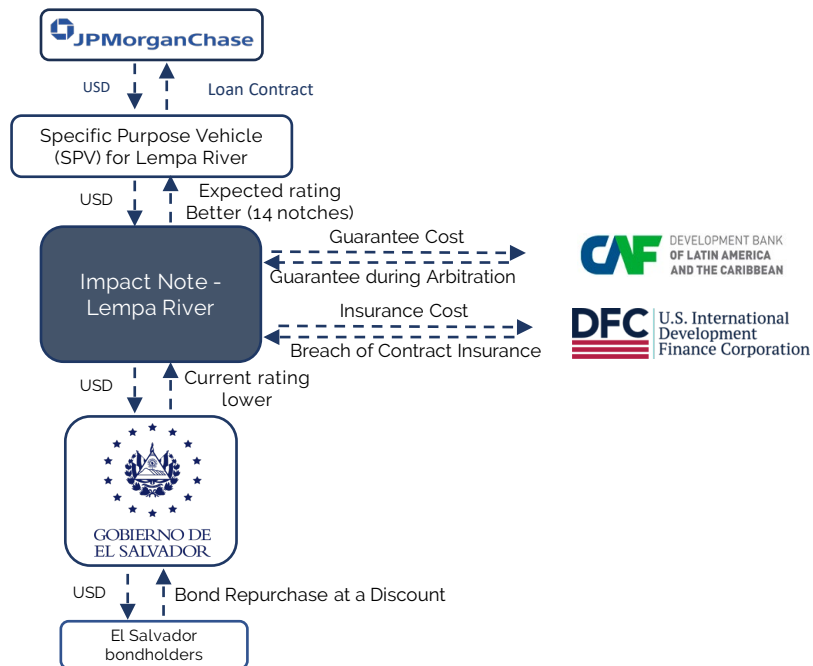 JPMorganChase
USD
Loan Contract
Specific Purpose Vehicle
(SPV) for Lempa River
USD
Expected rating
Better (14 notches)
Impact Note -
Lempa River
Guarantee Cost
Guarantee during Arbitration
CAF
DEVELOPMENT BANK
OF LATIN AMERICA
AND THE CARIBBEAN
Insurance Cost
Breach of Contract Insurance
DFC
U.S. International
Development
Finance Corporation
USD
Current rating
lower
GOBIERNO DE
EL SALVADOR
USD
Bond Repurchase at a Discount
El Salvador
bondholders